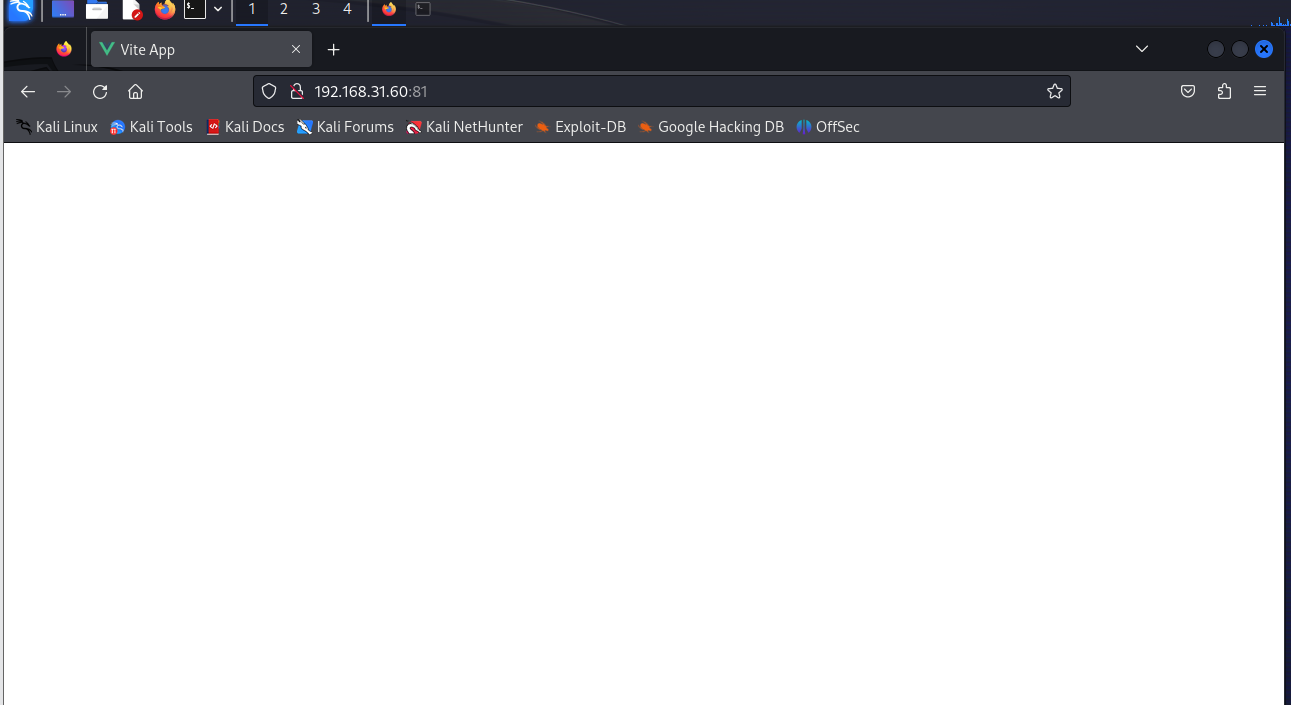 1 2 3 4
Vite App
192.168.31.60:81
Kali Linux Kali Tools Kali Docs Kali Forums Kali NetHunter Exploit-DB Google Hacking DB OffSec